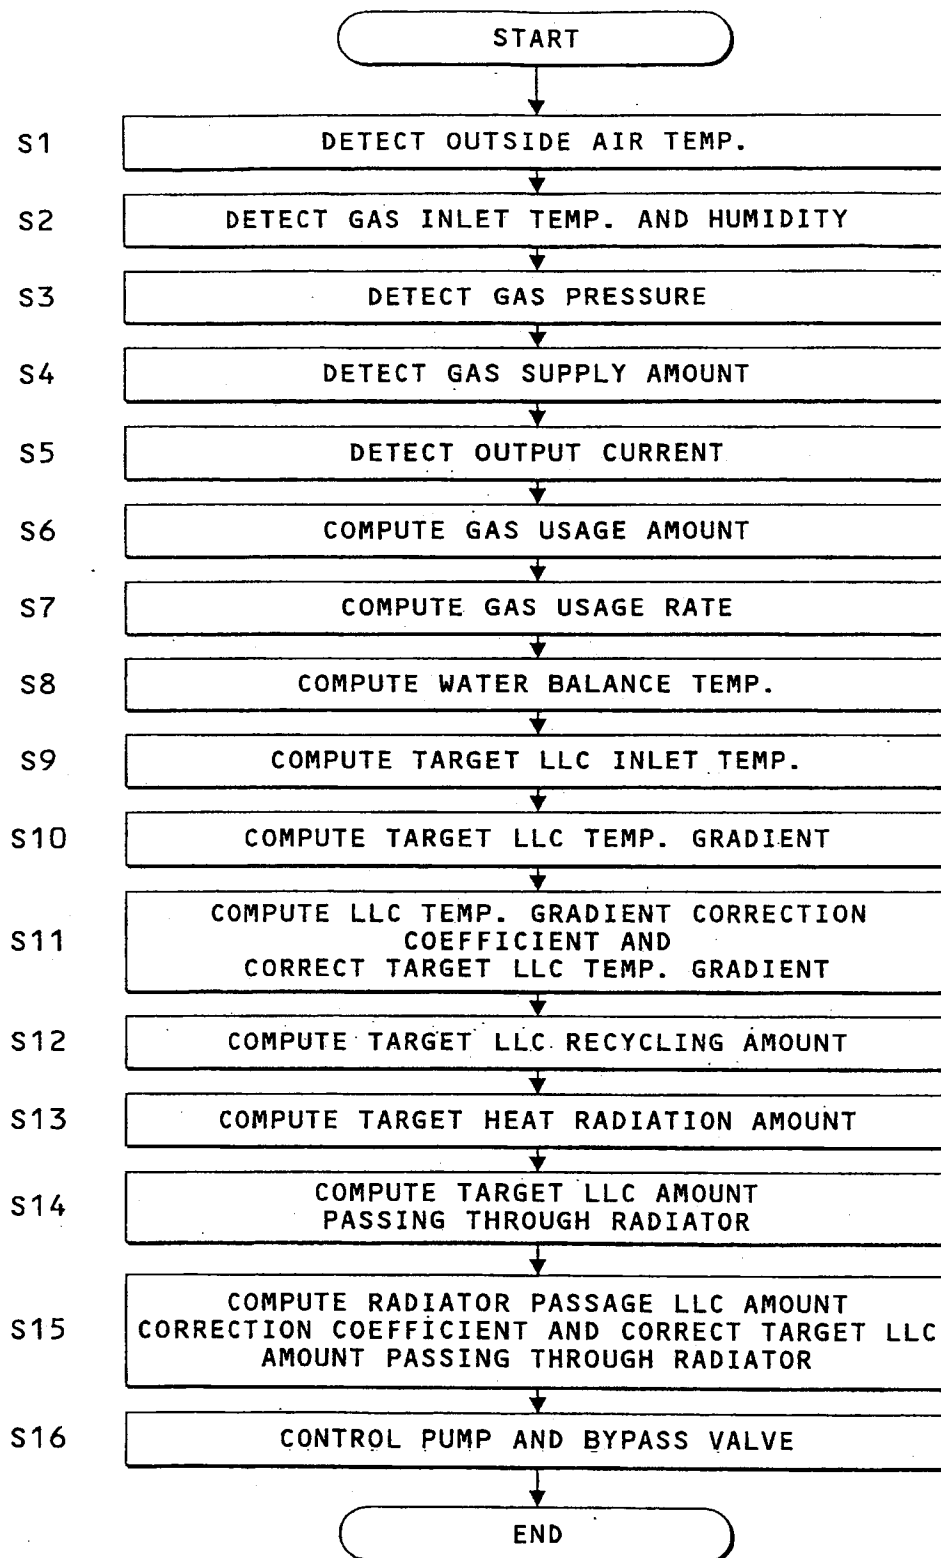 START
S1 DETECT OUTSIDE AIR TEMP.
S2 DETECT GAS INLET TEMP. AND HUMIDITY
S3 DETECT GAS PRESSURE
S4 DETECT GAS SUPPLY AMOUNT
S5 DETECT OUTPUT CURRENT
S6 COMPUTE GAS USAGE AMOUNT
S7 COMPUTE GAS USAGE RATE
S8 COMPUTE WATER BALANCE TEMP.
S9 COMPUTE TARGET LLC INLET TEMP.
S10 COMPUTE TARGET LLC TEMP. GRADIENT
COMPUTE LLC TEMP. GRADIENT CORRECTION
S11 COEFFICIENT AND
CORRECT TARGET LLC TEMP. GRADIENT
S12 COMPUTE TARGET LLC RECYCLING AMOUNT
S13 COMPUTE TARGET HEAT RADIATION AMOUNT
S14 COMPUTE TARGET LLC AMOUNT
PASSING THROUGH RADIATOR
COMPUTE RADIATOR PASSAGE LLC AMOUNT
S15 CORRECTION COEFFICIENT AND CORRECT TARGET LLC
AMOUNT PASSING THROUGH RADIATOR
S16 CONTROL PUMP AND BYPASS VALVE
END